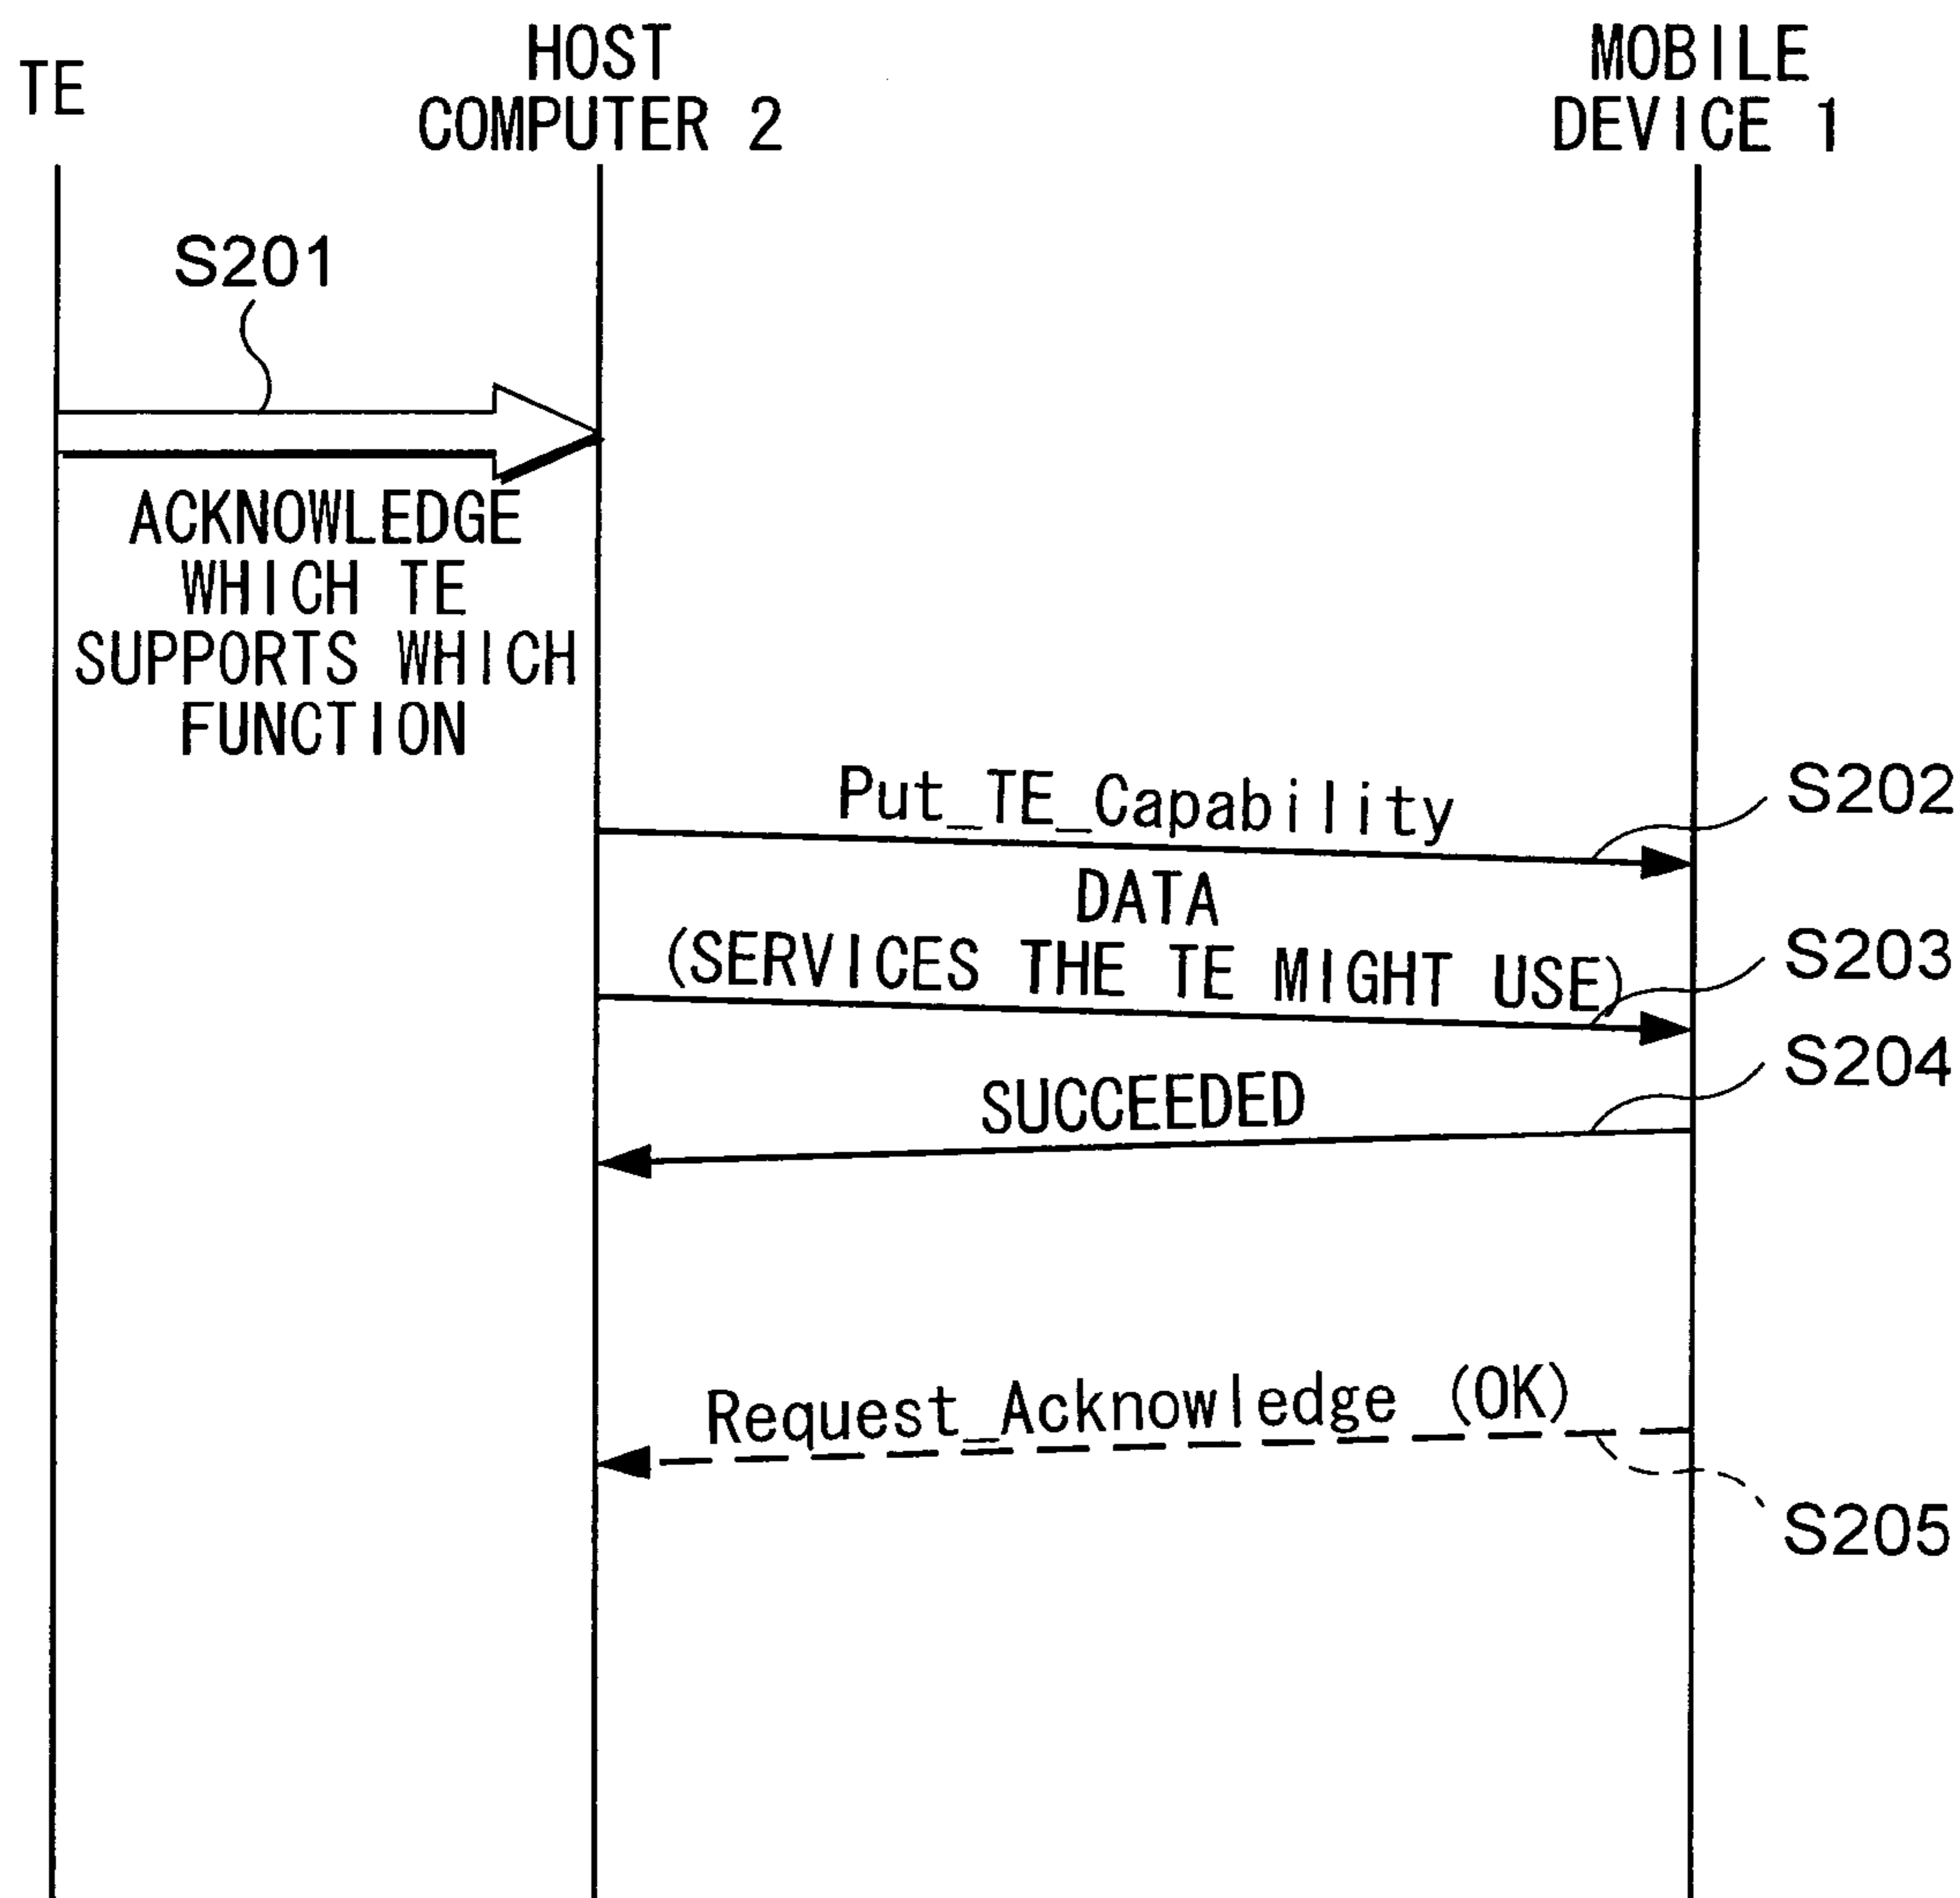 TE
HOST
COMPUTER 2
MOBILE
DEVICE 1
S201
ACKNOWLEDGE
WHICH TE
SUPPORTS WHICH
FUNCTION
Put_TE_Capability
S202
DATA
(SERVICES THE TE MIGHT USE)
S203
SUCCEEDED
S204
Request_Acknowledge (OK)
S205